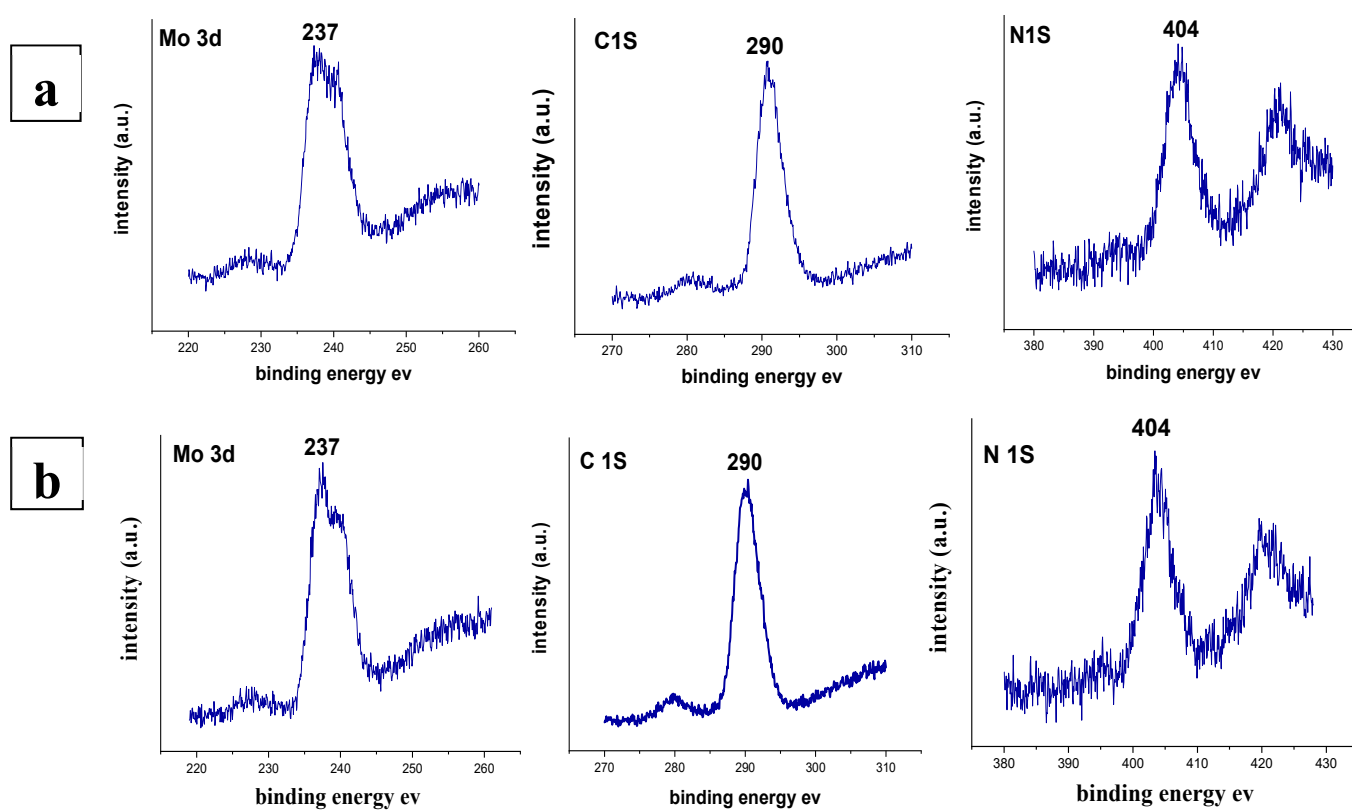 a
Mo 3d
237
intensity (a.u.)
220 230 240 250 260
binding energy ev
C1S
290
intensity (a.u.)
270 280 290 300 310
binding energy ev
N1S
404
intensity (a.u.)
380 390 400 410 420 430
binding energy ev
b
Mo 3d
237
intensity (a.u.)
220 230 240 250 260
binding energy ev
C 1S
290
intensity (a.u.)
270 280 290 300 310
binding energy ev
N 1S
404
intensity (a.u.)
380 390 400 410 420 430
binding energy ev